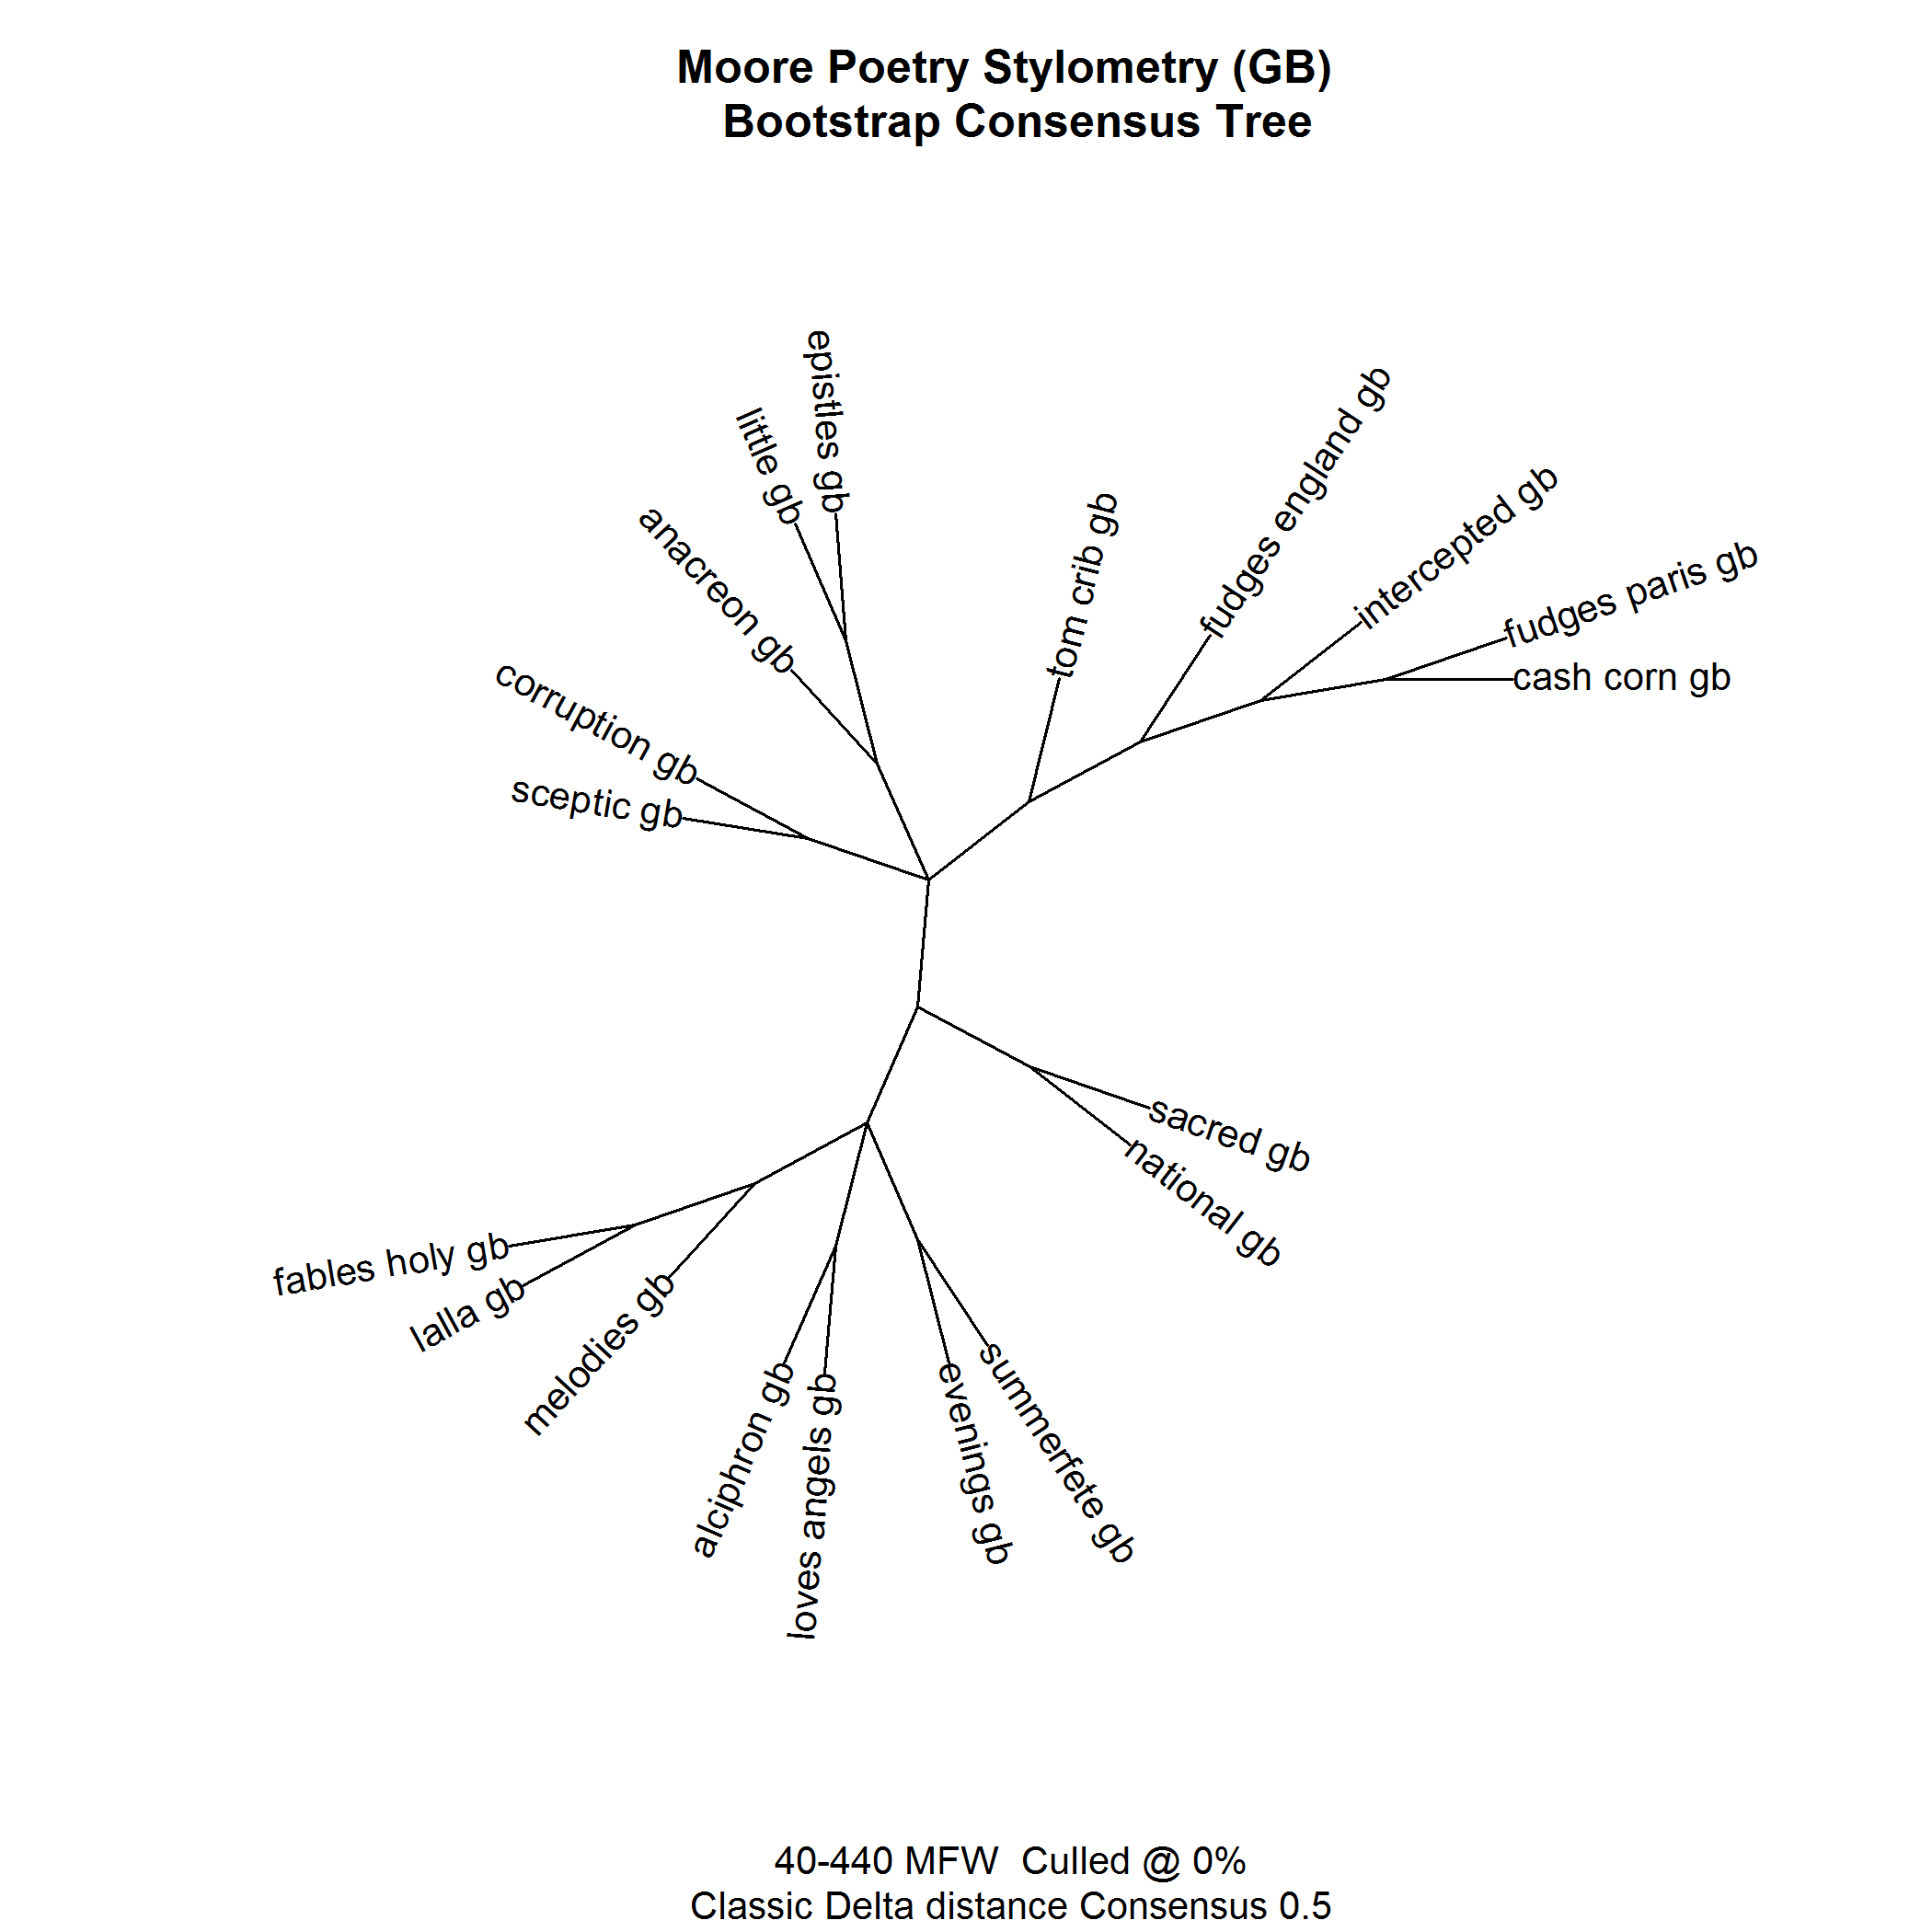 Moore Poetry Stylometry (GB)
Bootstrap Consensus Tree
epistles gb
little gb
anacreon gb
corruption gb
sceptic gb
tom crib gb
fudges england gb
intercepted gb
fudges paris gb
cash corn gb
sacred gb
national gb
summerfete gb
evenings gb
loves angels gb
alciphron gb
melodies gb
lalla gb
fables holy gb
40-440 MFW  Culled @ 0%
Classic Delta distance Consensus 0.5